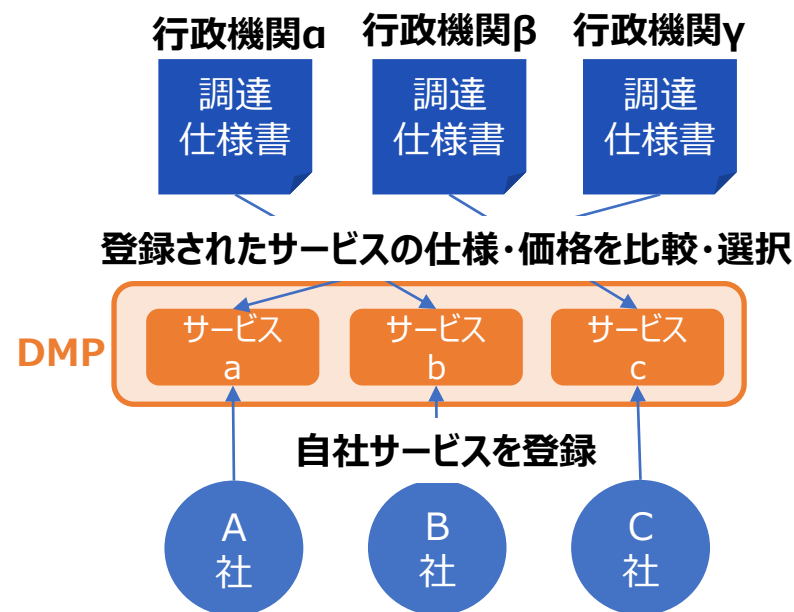 行政機関α 行政機関β 行政機関γ
調達
仕様書
調達
仕様書
調達
仕様書
登録されたサービスの仕様・価格を比較・選択
DMP
サービス
a
サービス
b
サービス
c
自社サービスを登録
A
社
B
社
C
社